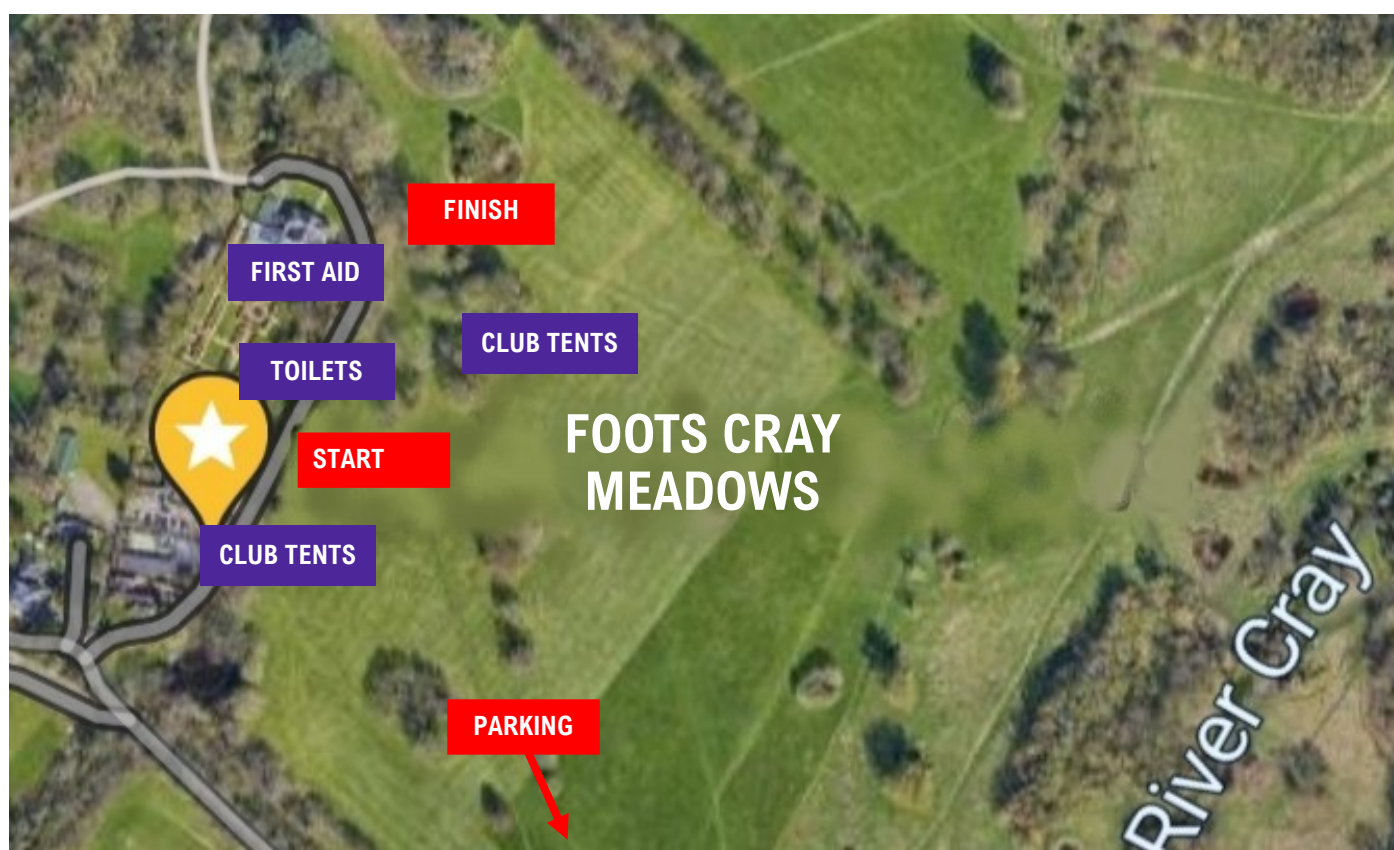 FINISH
FIRST AID
CLUB TENTS
TOILETS
FOOTS CRAY
MEADOWS
START
CLUB TENTS
PARKING
River Cray